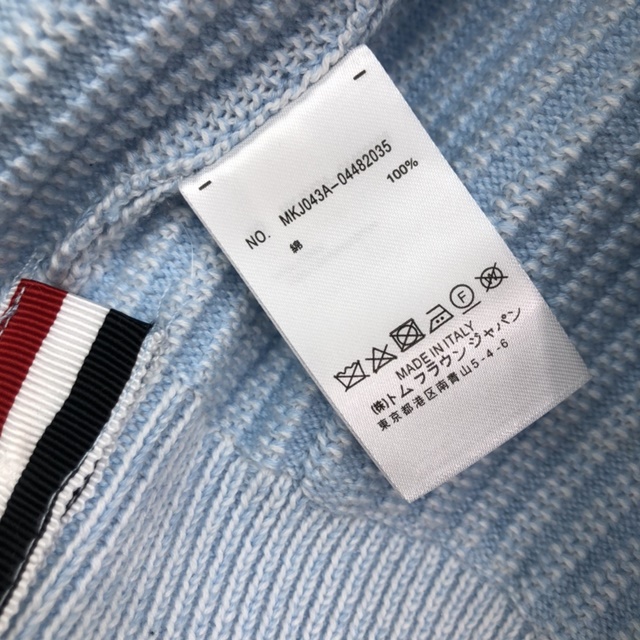 NO. MKJ043A-04482035
綿 100%
MADE IN ITALY
(株)トム ブラウン ジャパン
東京都港区南青山5-4-6